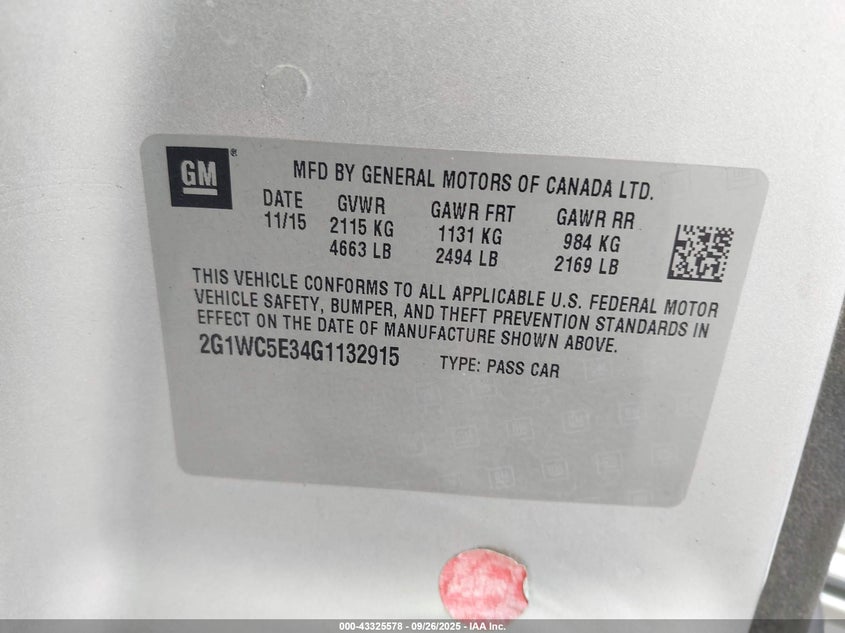 GM®
MFD BY GENERAL MOTORS OF CANADA LTD.
DATE GVWR GAWR FRT GAWR RR
11/15 2115 KG 1131 KG 984 KG
4663 LB 2494 LB 2169 LB
THIS VEHICLE CONFORMS TO ALL APPLICABLE U.S. FEDERAL MOTOR
VEHICLE SAFETY, BUMPER, AND THEFT PREVENTION STANDARDS IN
EFFECT ON THE DATE OF MANUFACTURE SHOWN ABOVE.
2G1WC5E34G1132915 TYPE: PASS CAR
000-43325578 — 09/26/2025 — IAA Inc.